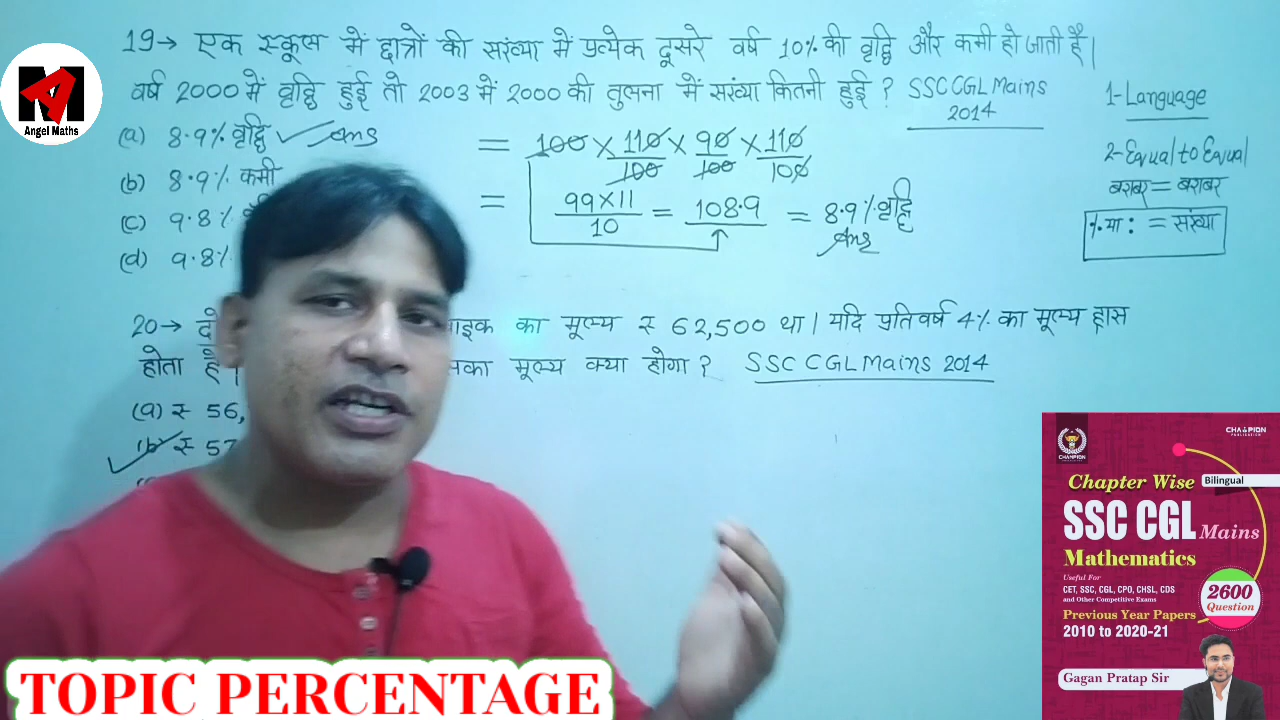 19→ एक स्कूल में छात्रों की संख्या में प्रत्येक दूसरे वर्ष 10% की वृद्धि और कमी हो जाती है।
वर्ष 2000 में वृद्धि हुई तो 2003 में 2000 की तुलना में संख्या कितनी हुई ? SSC CGL Mains
2014
(a) 8.9% वृद्धि ✓ Ans
(b) 8.9% कमी
(c) 9.8%
(d) 9.8%
= 100 × 110/100 × 90/100 × 110/100
= 99×11/10 = 108.9 = 8.9% वृद्धि
Ans
1-Language
2-Equal to Equal
बराबर = बराबर
% या : = संख्या
20→ का मूल्य ₹ 62,500 था। यदि प्रतिवर्ष 4% का मूल्य ह्रास
होता है। मूल्य क्या होगा ? SSC CGL Mains 2014
(a) ₹ 56,
(b) ₹ 57
Angel Maths
CHAMPION
CHAMPION
PUBLICATION
Chapter Wise Bilingual
SSC CGL Mains
Mathematics
Useful For
CET, SSC, CGL, CPO, CHSL, CDS
and Other Competitive Exams
2600
Question
Previous Year Papers
2010 to 2020-21
Gagan Pratap Sir
TOPIC PERCENTAGE